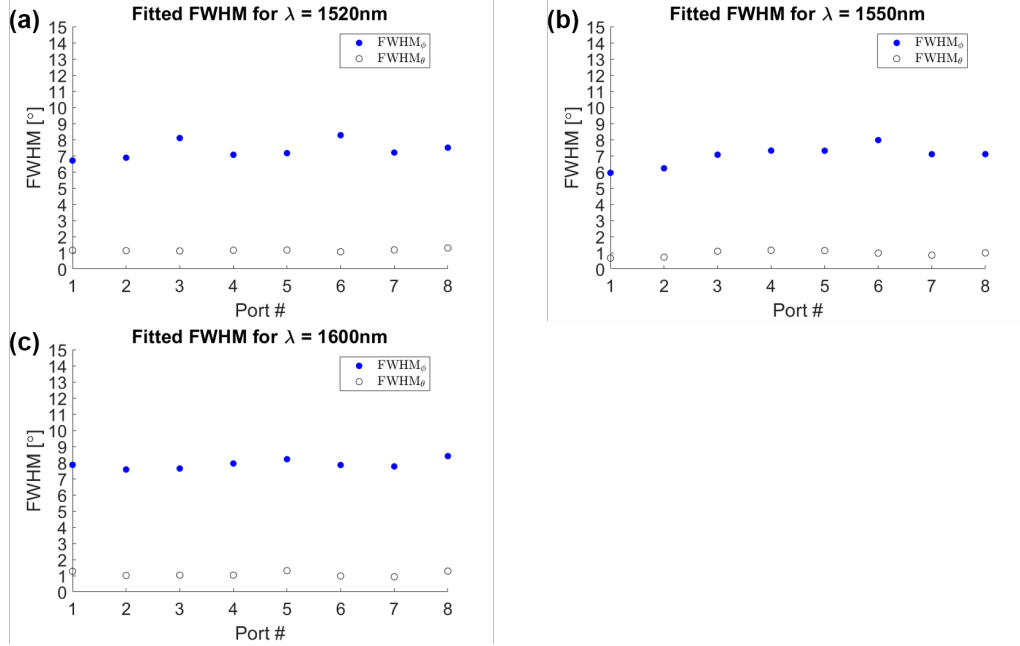 (a)
Fitted FWHM for λ = 1520nm
FWHMϕ
FWHMθ
15
14
13
12
11
10
9
8
7
6
5
4
3
2
1
0
FWHM [°]
1 2 3 4 5 6 7 8
Port #
(b)
Fitted FWHM for λ = 1550nm
FWHMϕ
FWHMθ
15
14
13
12
11
10
9
8
7
6
5
4
3
2
1
0
FWHM [°]
1 2 3 4 5 6 7 8
Port #
(c)
Fitted FWHM for λ = 1600nm
FWHMϕ
FWHMθ
15
14
13
12
11
10
9
8
7
6
5
4
3
2
1
0
FWHM [°]
1 2 3 4 5 6 7 8
Port #